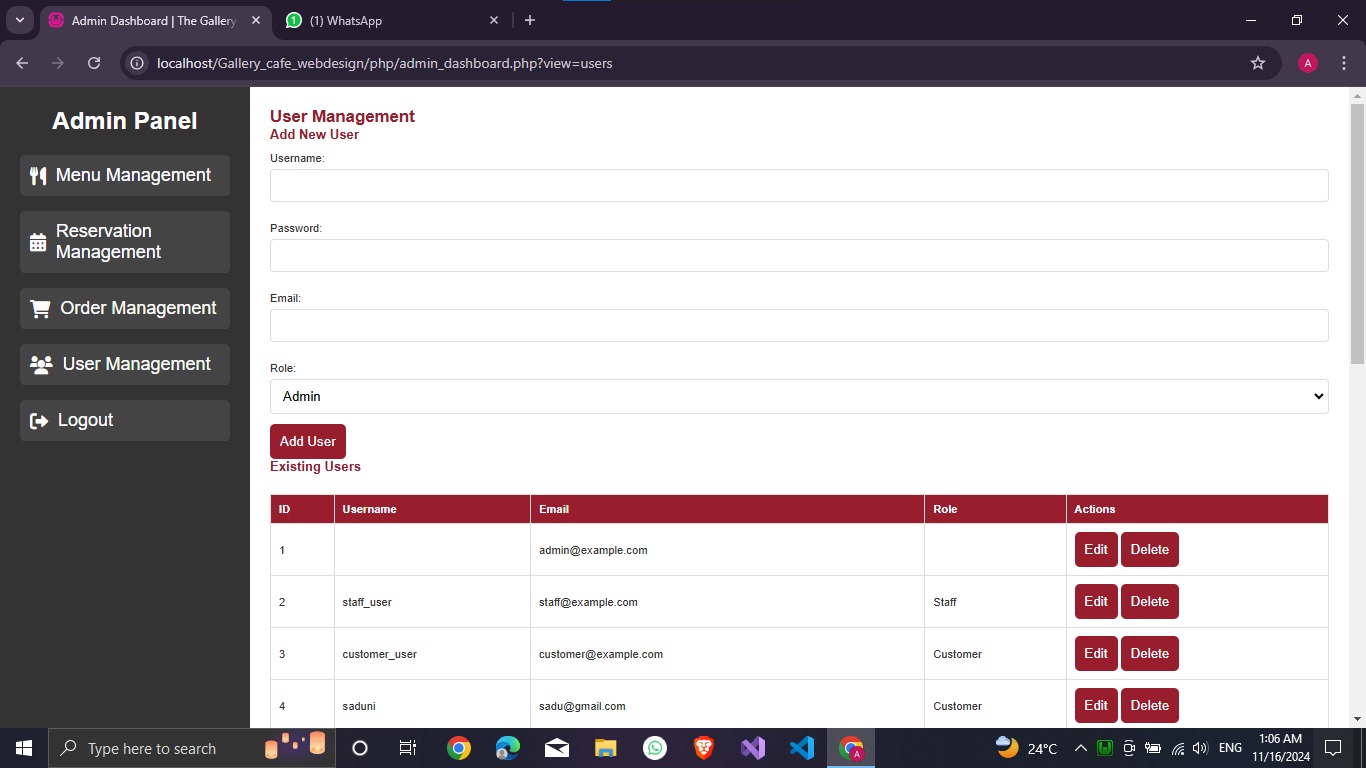 Admin Dashboard | The Gallery
(1) WhatsApp
localhost/Gallery_cafe_webdesign/php/admin_dashboard.php?view=users
A
Admin Panel
Menu Management
Reservation
Management
Order Management
User Management
Logout
User Management
Add New User
Username:
Password:
Email:
Role:
Admin
Add User
Existing Users
ID Username Email Role Actions
1 admin@example.com Edit Delete
2 staff_user staff@example.com Staff Edit Delete
3 customer_user customer@example.com Customer Edit Delete
4 saduni sadu@gmail.com Customer Edit Delete
Type here to search
24°C
ENG
1:06 AM
11/16/2024